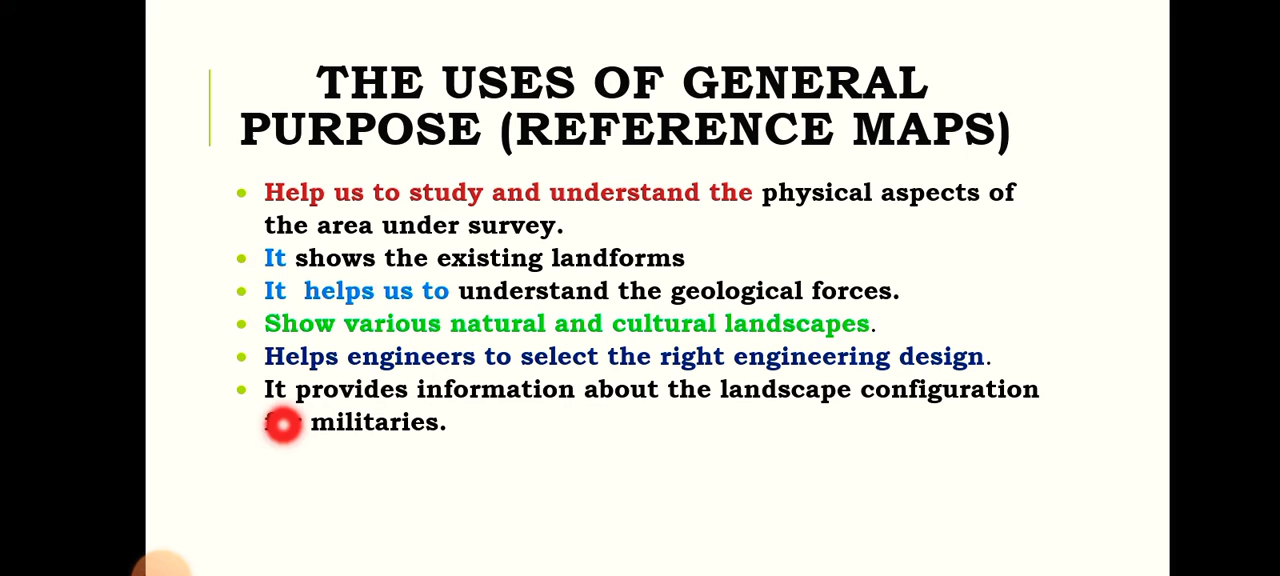 THE USES OF GENERAL
PURPOSE (REFERENCE MAPS)
• Help us to study and understand the physical aspects of
the area under survey.
• It shows the existing landforms
• It helps us to understand the geological forces.
• Show various natural and cultural landscapes.
• Helps engineers to select the right engineering design.
• It provides information about the landscape configuration
militaries.